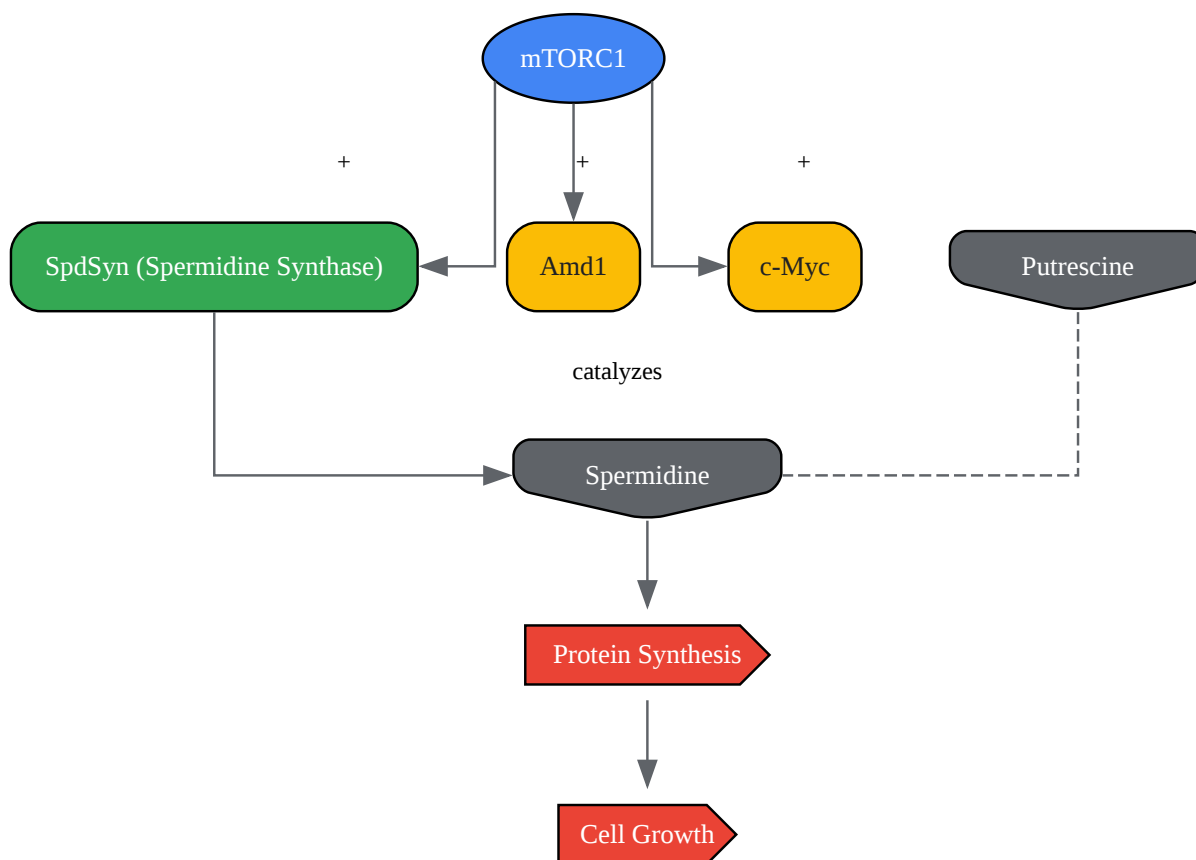 mTORC1
+
+
+
SpdSyn (Spermidine Synthase)
Amd1
c-Myc
Putrescine
catalyzes
Spermidine
Protein Synthesis
Cell Growth